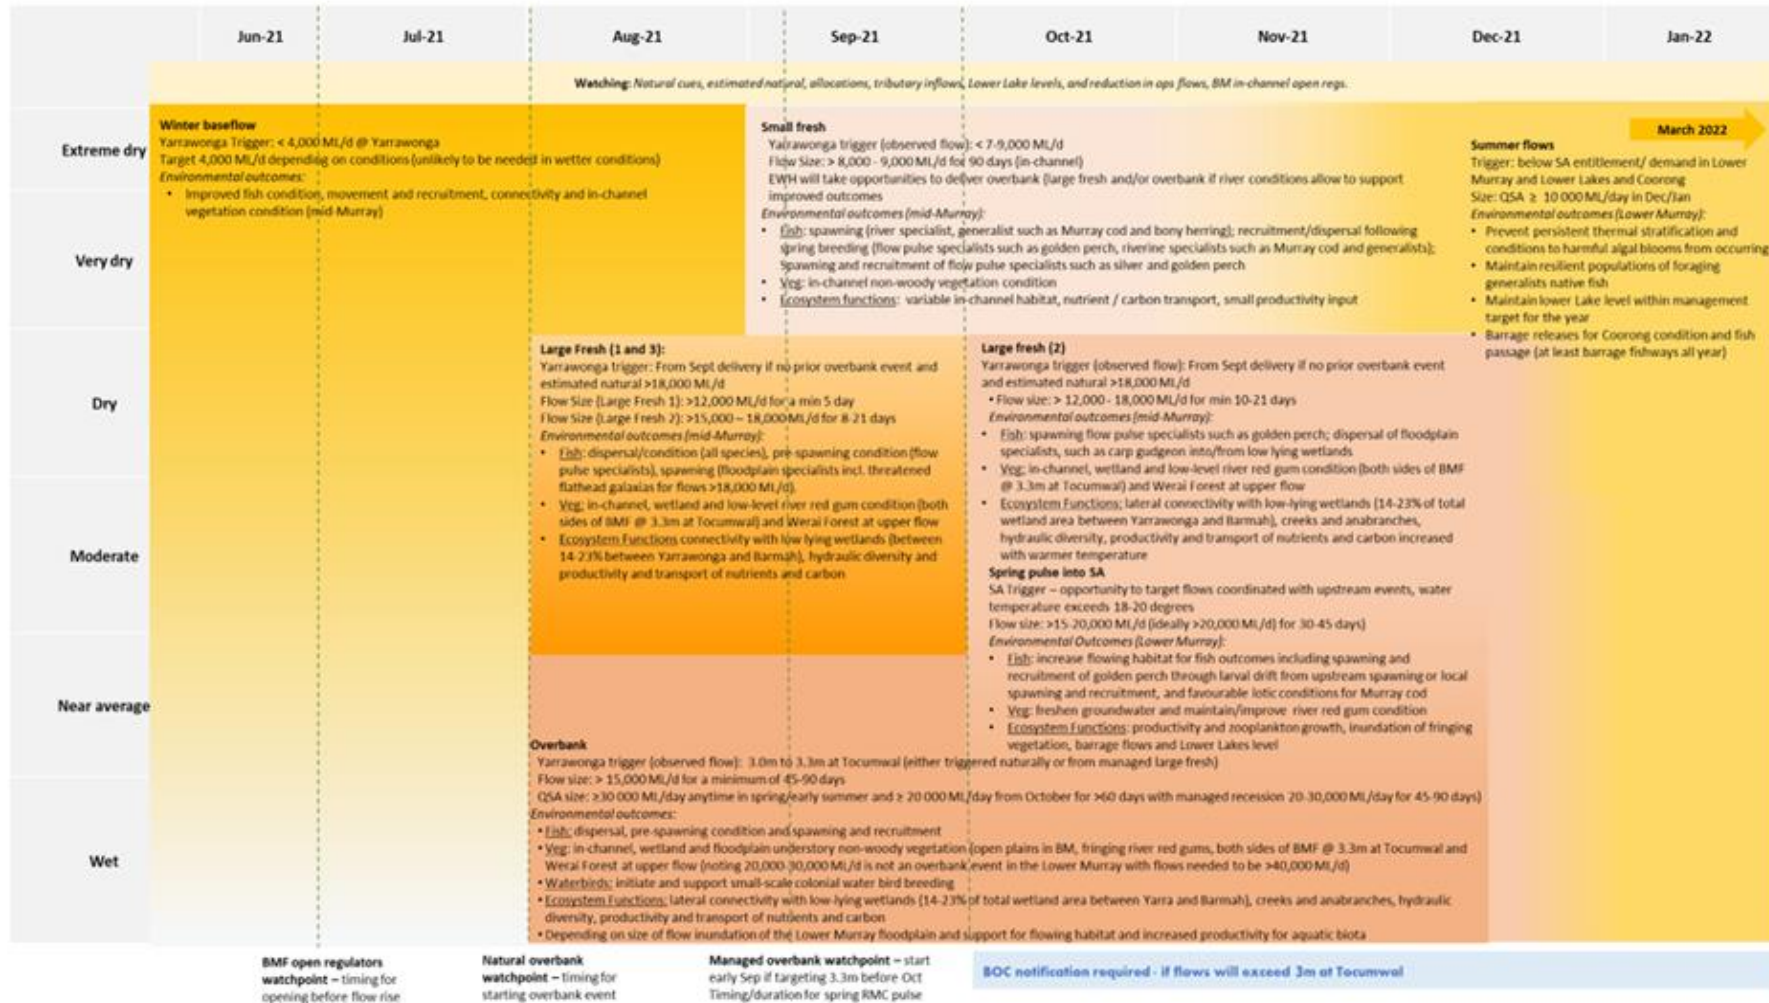 Jun-21 Jul-21 Aug-21 Sep-21 Oct-21 Nov-21 Dec-21 Jan-22
Watching: Natural cues, estimated natural, allocations, tributary inflows, Lower Lake levels, and reduction in ops flows, BM in-channel open regs.
Extreme dry
Very dry
Dry
Moderate
Near average
Wet
Winter baseflow
Yarrawonga Trigger: < 4,000 ML/d @ Yarrawonga
Target 4,000 ML/d depending on conditions (unlikely to be needed in wetter conditions)
Environmental outcomes:
• Improved fish condition, movement and recruitment, connectivity and in-channel
vegetation condition (mid-Murray)
Small fresh
Yarrawonga trigger (observed flow): < 7-9,000 ML/d
Flow Size: > 8,000 - 9,000 ML/d for 90 days (in-channel)
EWH will take opportunities to deliver overbank (large fresh and/or overbank if river conditions allow to support
improved outcomes
Environmental outcomes (mid-Murray):
• Fish: spawning (river specialist, generalist such as Murray cod and bony herring); recruitment/dispersal following
spring breeding (flow pulse specialists such as golden perch, riverine specialists such as Murray cod and generalists);
Spawning and recruitment of flow pulse specialists such as silver and golden perch
• Veg: in-channel non-woody vegetation condition
• Ecosystem functions: variable in-channel habitat, nutrient / carbon transport, small productivity input
March 2022
Summer flows
Trigger: below SA entitlement/ demand in Lower
Murray and Lower Lakes and Coorong
Size: QSA ≥ 10 000 ML/day in Dec/Jan
Environmental outcomes (Lower Murray):
• Prevent persistent thermal stratification and
conditions to harmful algal blooms from occurring
• Maintain resilient populations of foraging
generalists native fish
• Maintain lower Lake level within management
target for the year
• Barrage releases for Coorong condition and fish
passage (at least barrage fishways all year)
Large Fresh (1 and 3):
Yarrawonga trigger: From Sept delivery if no prior overbank event and
estimated natural >18,000 ML/d
Flow Size (Large Fresh 1): >12,000 ML/d for a min 5 day
Flow Size (Large Fresh 2): >15,000 – 18,000 ML/d for 8-21 days
Environmental outcomes (mid-Murray):
• Fish: dispersal/condition (all species), pre-spawning condition (flow
pulse specialists), spawning (floodplain specialists incl. threatened
flathead galaxias for flows >18,000 ML/d).
• Veg: in-channel, wetland and low-level river red gum condition (both
sides of BMF @ 3.3m at Tocumwal) and Werai Forest at upper flow
• Ecosystem Functions connectivity with low lying wetlands (between
14-23% between Yarrawonga and Barmah), hydraulic diversity and
productivity and transport of nutrients and carbon
Large fresh (2)
Yarrawonga trigger (observed flow): From Sept delivery if no prior overbank event
and estimated natural >18,000 ML/d
• Flow size: > 12,000 - 18,000 ML/d for min 10-21 days
Environmental outcomes (mid-Murray):
• Fish: spawning flow pulse specialists such as golden perch; dispersal of floodplain
specialists, such as carp gudgeon into/from low lying wetlands
• Veg: in-channel, wetland and low-level river red gum condition (both sides of BMF
@ 3.3m at Tocumwal) and Werai Forest at upper flow
• Ecosystem Functions: lateral connectivity with low-lying wetlands (14-23% of total
wetland area between Yarrawonga and Barmah), creeks and anabranches,
hydraulic diversity, productivity and transport of nutrients and carbon increased
with warmer temperature
Spring pulse into SA
SA Trigger – opportunity to target flows coordinated with upstream events, water
temperature exceeds 18-20 degrees
Flow size: >15-20,000 ML/d (ideally >20,000 ML/d) for 30-45 days)
Environmental Outcomes (Lower Murray):
• Fish: increase flowing habitat for fish outcomes including spawning and
recruitment of golden perch through larval drift from upstream spawning or local
spawning and recruitment, and favourable lotic conditions for Murray cod
• Veg: freshen groundwater and maintain/improve river red gum condition
• Ecosystem Functions: productivity and zooplankton growth, inundation of fringing
vegetation, barrage flows and Lower Lakes level
Overbank
Yarrawonga trigger (observed flow): 3.0m to 3.3m at Tocumwal (either triggered naturally or from managed large fresh)
Flow size: > 15,000 ML/d for a minimum of 45-90 days
QSA size: ≥30 000 ML/day anytime in spring/early summer and ≥ 20 000 ML/day from October for >60 days with managed recession 20-30,000 ML/day for 45-90 days)
Environmental outcomes:
• Fish: dispersal, pre-spawning condition and spawning and recruitment
• Veg: in-channel, wetland and floodplain understory non-woody vegetation (open plains in BM, fringing river red gums, both sides of BMF @ 3.3m at Tocumwal and
Werai Forest at upper flow (noting 20,000-30,000 ML/d is not an overbank event in the Lower Murray with flows needed to be >40,000 ML/d)
• Waterbirds: initiate and support small-scale colonial water bird breeding
• Ecosystem Functions: lateral connectivity with low-lying wetlands (14-23% of total wetland area between Yarra and Barmah), creeks and anabranches, hydraulic
diversity, productivity and transport of nutrients and carbon
• Depending on size of flow inundation of the Lower Murray floodplain and support for flowing habitat and increased productivity for aquatic biota
BMF open regulators
watchpoint – timing for
opening before flow rise
Natural overbank
watchpoint – timing for
starting overbank event
Managed overbank watchpoint – start
early Sep if targeting 3.3m before Oct
Timing/duration for spring RMC pulse
BOC notification required - if flows will exceed 3m at Tocumwal